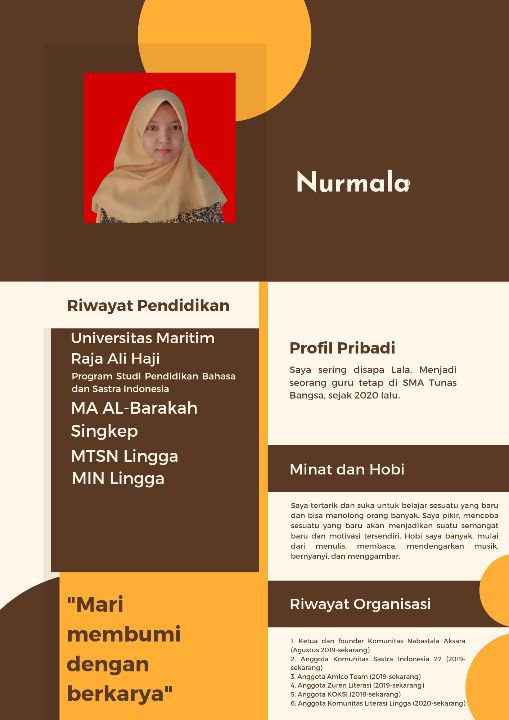 Nurmala
Riwayat Pendidikan
Universitas Maritim
Raja Ali Haji
Program Studi Pendidikan Bahasa
dan Sastra Indonesia
MA AL-Barakah
Singkep
MTSN Lingga
MIN Lingga
"Mari
membumi
dengan
berkarya"
Profil Pribadi
Saya sering disapa Lala. Menjadi
seorang guru tetap di SMA Tunas
Bangsa, sejak 2020 lalu.
Minat dan Hobi
Saya tertarik dan suka untuk belajar sesuatu yang baru
dan bisa menolong orang banyak. Saya pikir, mencoba
sesuatu yang baru akan menjadikan suatu semangat
baru dan motivasi tersendiri. Hobi saya banyak, mulai
dari menulis, membaca, mendengarkan musik,
bernyanyi, dan menggambar.
Riwayat Organisasi
1. Ketua dan founder Komunitas Nabastala Aksara
(Agustus 2019-sekarang)
2. Anggota Komunitas Sastra Indonesia 27 (2019-
sekarang)
3. Anggota Amico Team (2019-sekarang)
4. Anggota Zuren Literasi (2019-sekarang)
5. Anggota KOKSI (2018-sekarang)
6. Anggota Komunitas Literasi Lingga (2020-sekarang)